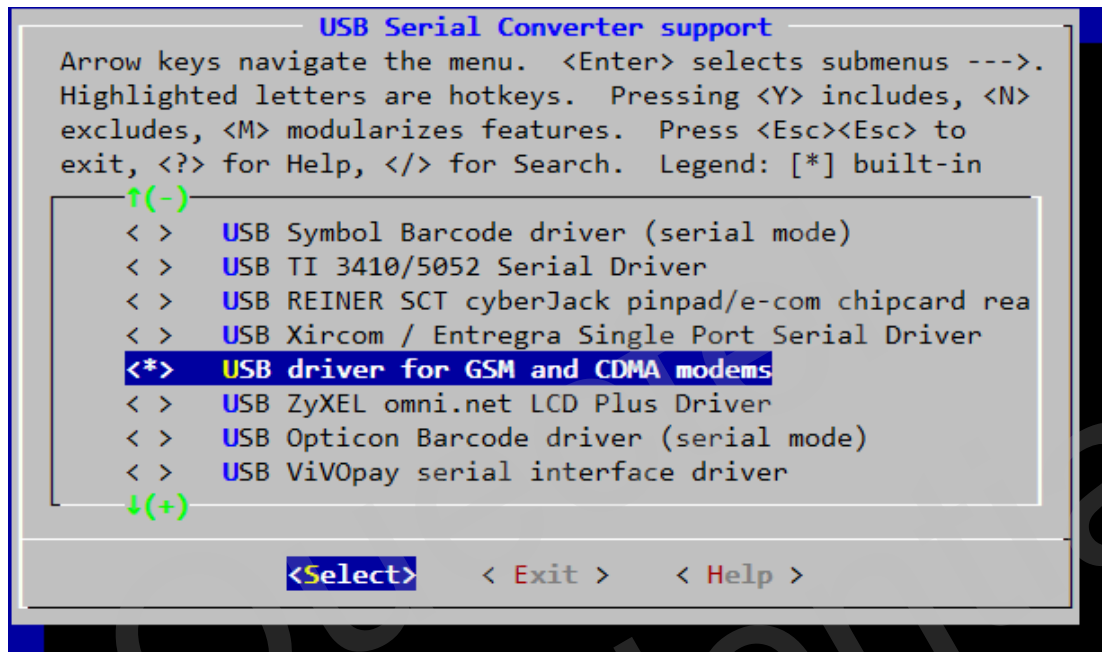 USB Serial Converter support
Arrow keys navigate the menu.  <Enter> selects submenus --->.
Highlighted letters are hotkeys.  Pressing <Y> includes, <N>
excludes, <M> modularizes features.  Press <Esc><Esc> to
exit, <?> for Help, </> for Search.  Legend: [*] built-in
↑(-)
< >   USB Symbol Barcode driver (serial mode)
< >   USB TI 3410/5052 Serial Driver
< >   USB REINER SCT cyberJack pinpad/e-com chipcard rea
< >   USB Xircom / Entregra Single Port Serial Driver
<*>   USB driver for GSM and CDMA modems
< >   USB ZyXEL omni.net LCD Plus Driver
< >   USB Opticon Barcode driver (serial mode)
< >   USB ViVOpay serial interface driver
↓(+)
<Select>    < Exit >    < Help >